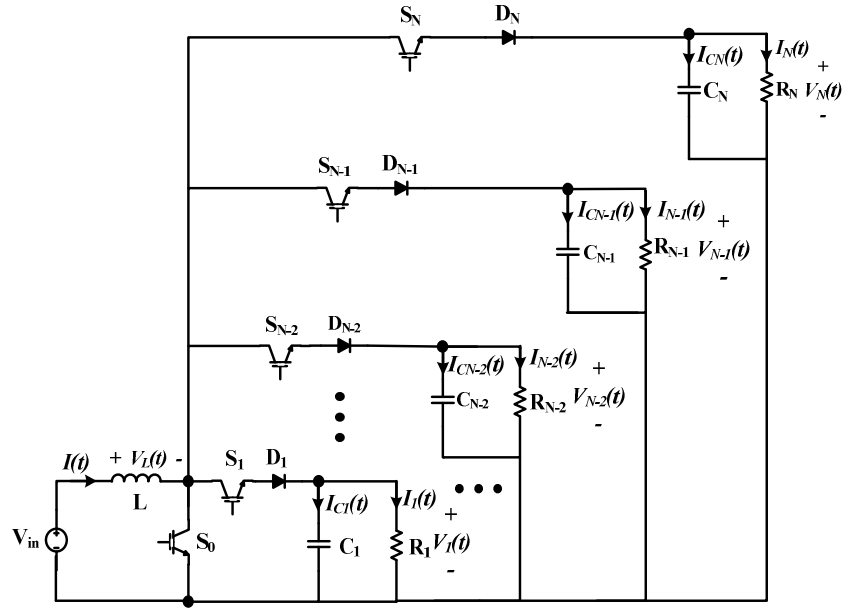 S_N D_N
I_CN(t) I_N(t)
C_N R_N + V_N(t) -
S_N-1 D_N-1
I_CN-1(t) I_N-1(t)
C_N-1 R_N-1 + V_N-1(t) -
S_N-2 D_N-2
I_CN-2(t) I_N-2(t)
C_N-2 R_N-2 + V_N-2(t) -
I(t) + V_L(t) - S_1 D_1
L I_C1(t) I_1(t)
V_in S_0 C_1 R_1 + V_1(t) -